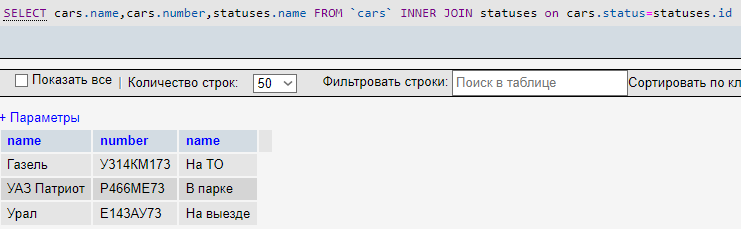 SELECT cars.name,cars.number,statuses.name FROM `cars` INNER JOIN statuses on cars.status=statuses.id
Показать все | Количество строк: 50 Фильтровать строки: Поиск в таблице Сортировать по кл
+ Параметры
name number name
Газель У314КМ173 На ТО
УАЗ Патриот Р466МЕ73 В парке
Урал Е143АУ73 На выезде